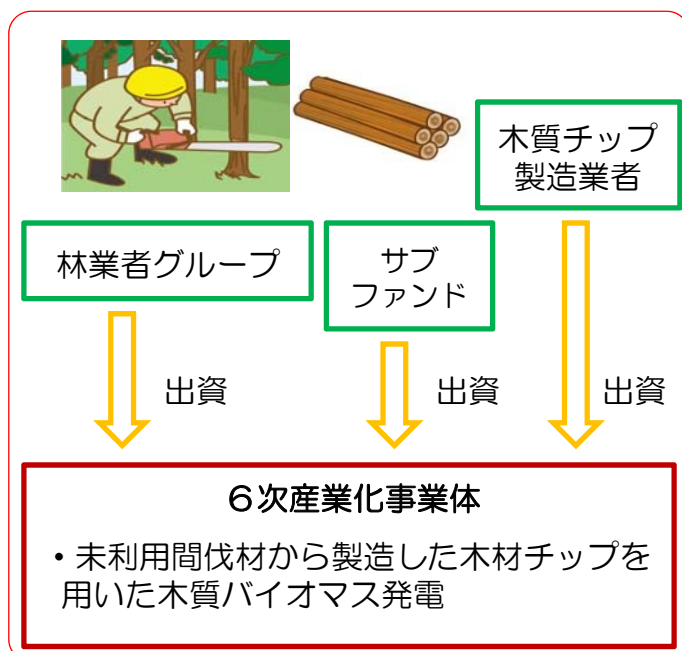 木質チップ
製造業者
林業者グループ
サブ
ファンド
出資
出資
出資
６次産業化事業体
・未利用間伐材から製造した木材チップを
用いた木質バイオマス発電